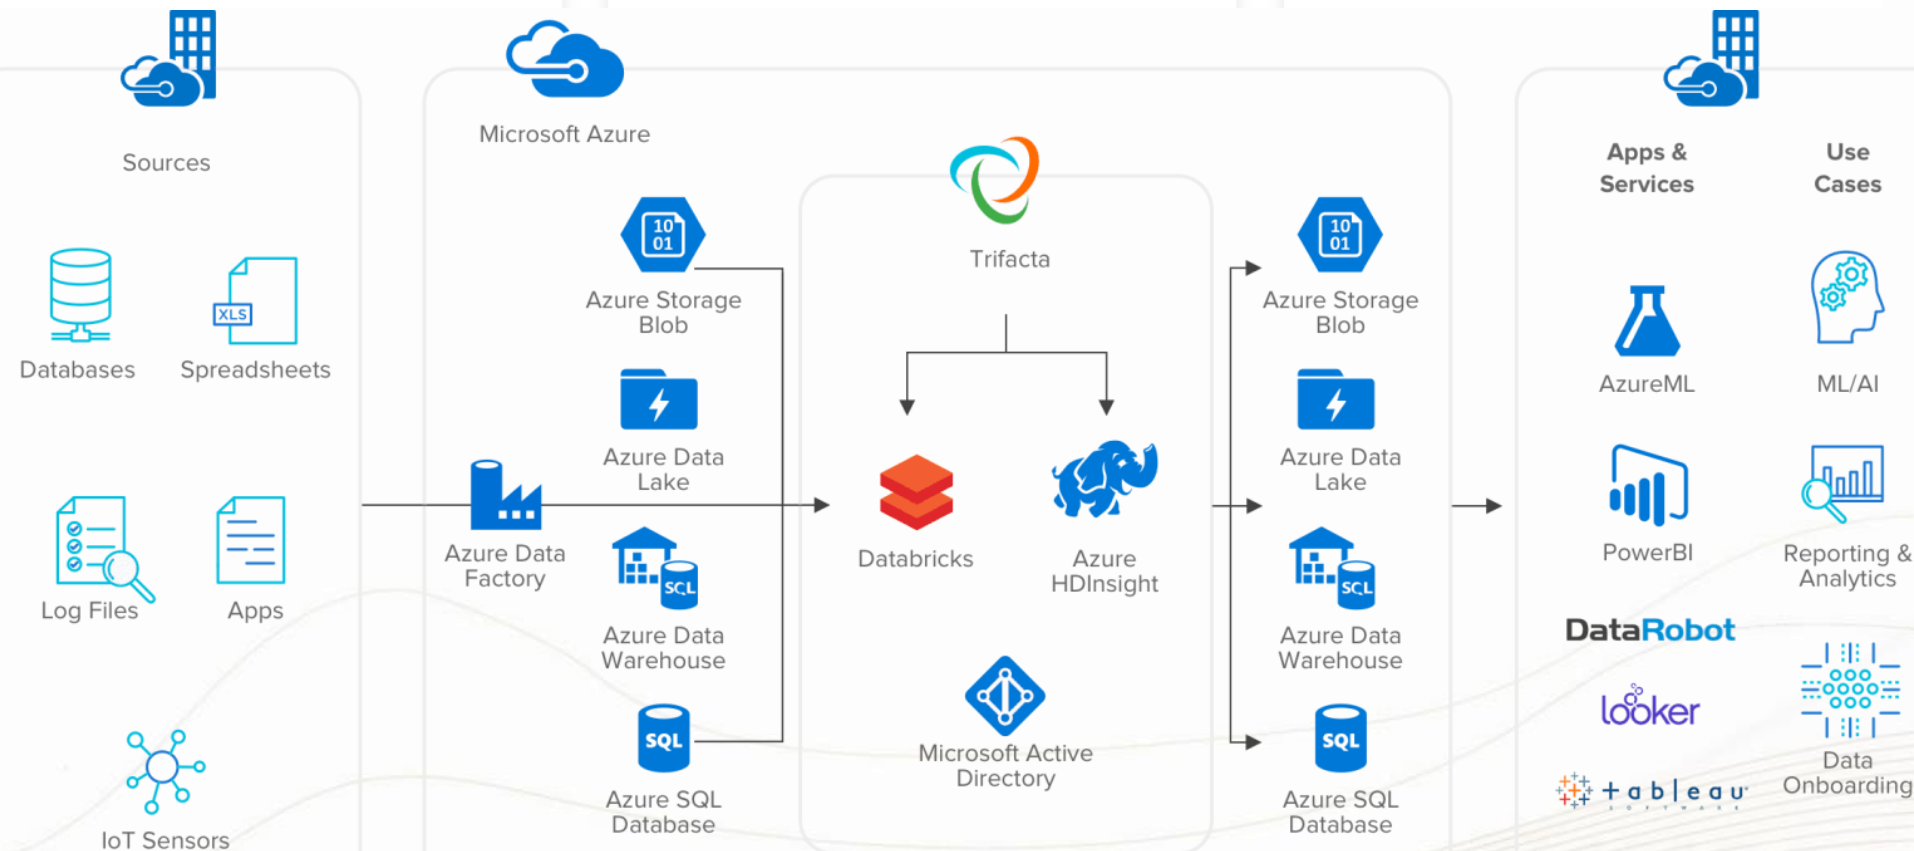 Sources
Databases
XLS
Spreadsheets
Log Files
Apps
IoT Sensors
Microsoft Azure
Azure Data
Factory
10
01
Azure Storage
Blob
Azure Data
Lake
SQL
Azure Data
Warehouse
SQL
Azure SQL
Database
Trifacta
Databricks
Azure
HDInsight
Microsoft Active
Directory
10
01
Azure Storage
Blob
Azure Data
Lake
SQL
Azure Data
Warehouse
SQL
Azure SQL
Database
Apps &
Services
AzureML
PowerBI
DataRobot
looker
tableau
SOFTWARE
Use
Cases
ML/AI
Reporting &
Analytics
Data
Onboarding